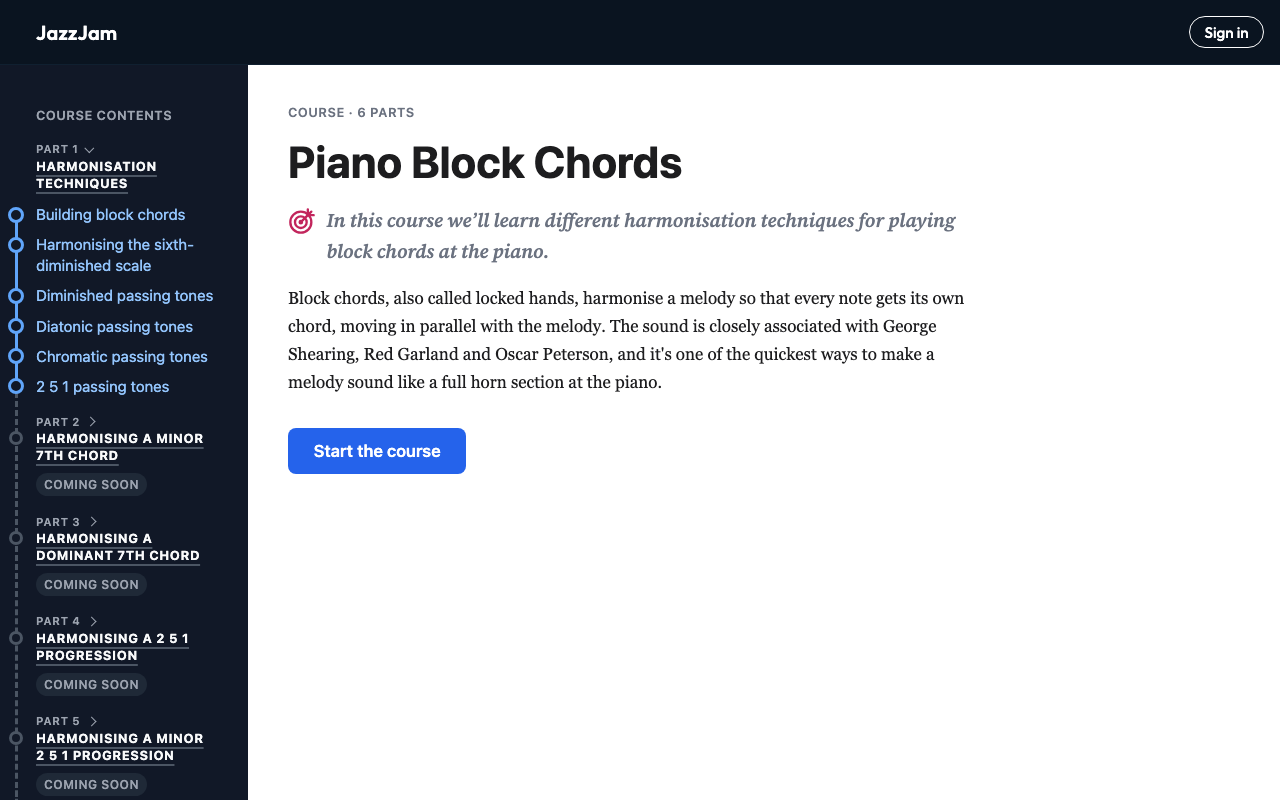 JazzJam
Sign in
COURSE CONTENTS
PART 1
HARMONISATION
TECHNIQUES
Building block chords
Harmonising the sixth-
diminished scale
Diminished passing tones
Diatonic passing tones
Chromatic passing tones
2 5 1 passing tones
PART 2
HARMONISING A MINOR
7TH CHORD
COMING SOON
PART 3
HARMONISING A
DOMINANT 7TH CHORD
COMING SOON
PART 4
HARMONISING A 2 5 1
PROGRESSION
COMING SOON
PART 5
HARMONISING A MINOR
2 5 1 PROGRESSION
COMING SOON
COURSE · 6 PARTS
Piano Block Chords
In this course we’ll learn different harmonisation techniques for playing
block chords at the piano.
Block chords, also called locked hands, harmonise a melody so that every note gets its own
chord, moving in parallel with the melody. The sound is closely associated with George
Shearing, Red Garland and Oscar Peterson, and it's one of the quickest ways to make a
melody sound like a full horn section at the piano.
Start the course